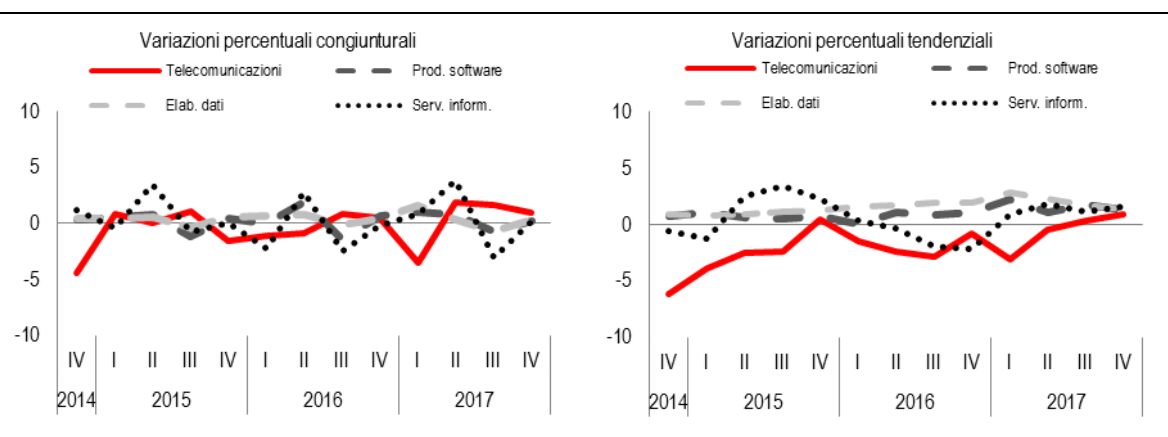 Variazioni percentuali congiunturali
Telecomunicazioni
Prod. software
Elab. dati
Serv. inform.
10
5
0
-5
-10
IV I II III IV I II III IV I II III IV
2014 2015 2016 2017
Variazioni percentuali tendenziali
Telecomunicazioni
Prod. software
Elab. dati
Serv. inform.
10
5
0
-5
-10
IV I II III IV I II III IV I II III IV
2014 2015 2016 2017